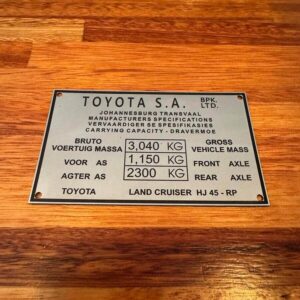 TOYOTA S.A. BPK. LTD.
JOHANNESBURG TRANSVAAL
MANUFACTURERS SPECIFICATIONS
VERVAARDIGER SE SPESIFIKASIES
CARRYING CAPACITY - DRAVERMOE
BRUTO VOERTUIG MASSA 3,040 KG GROSS VEHICLE MASS
VOOR AS 1,150 KG FRONT AXLE
AGTER AS 2300 KG REAR AXLE
TOYOTA LAND CRUISER HJ 45 - RP